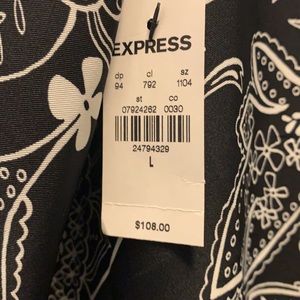 EXPRESS
dp cl sz
94 792 1104
st co
07924262 0030
24794329
L
$108.00